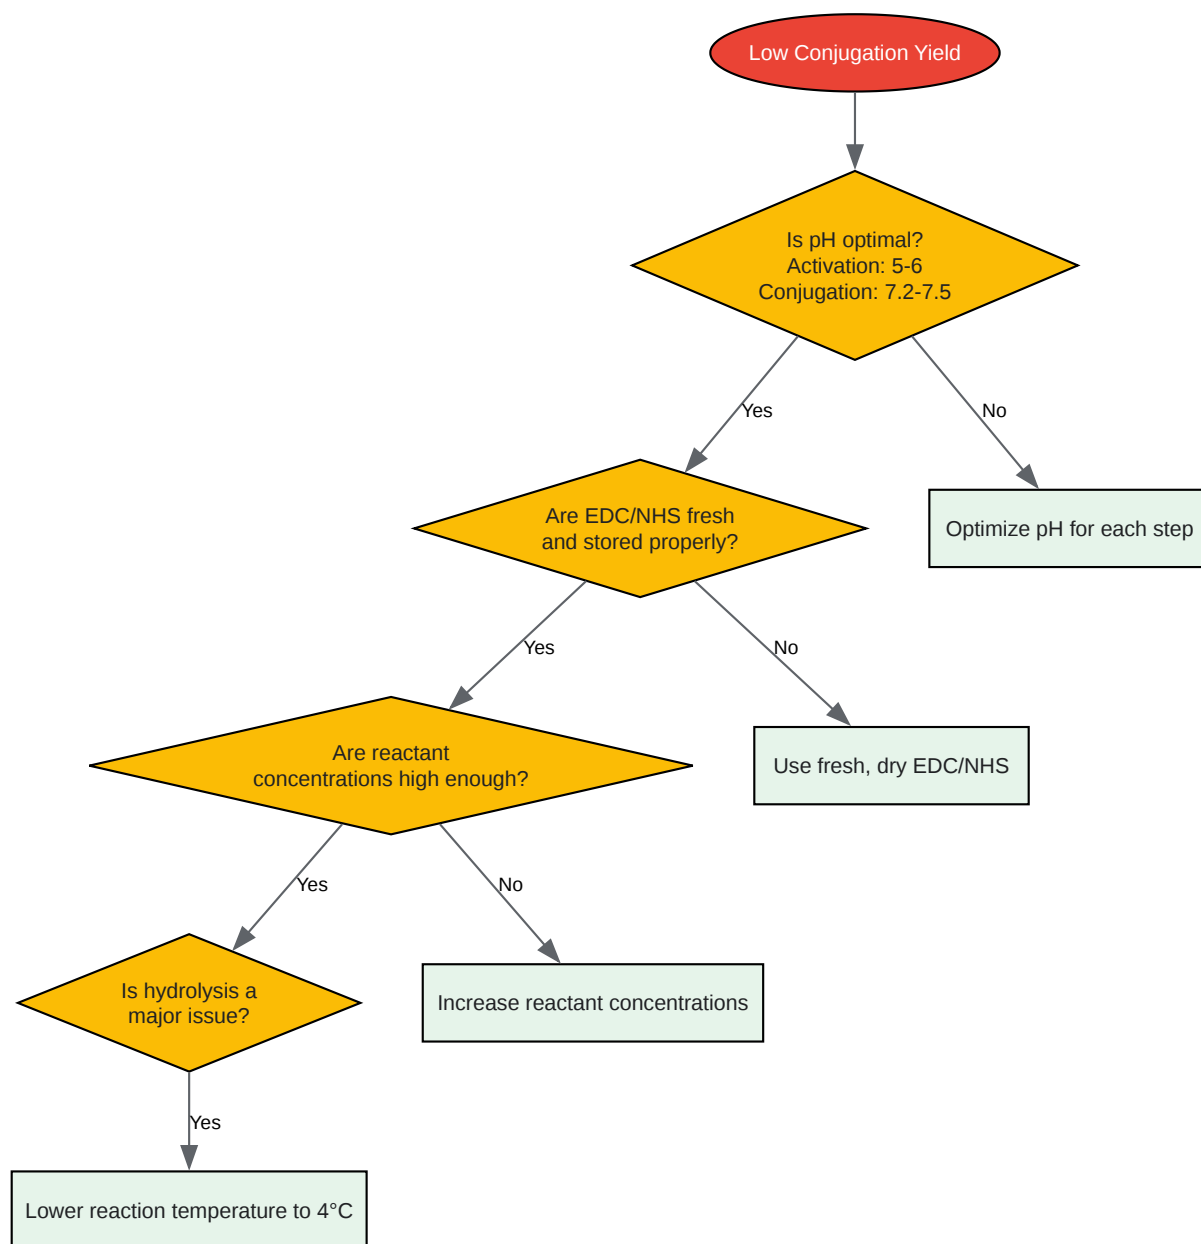 Low Conjugation Yield
Is pH optimal?
Activation: 5-6
Conjugation: 7.2-7.5
Yes
No
Are EDC/NHS fresh
and stored properly?
Optimize pH for each step
Yes
No
Are reactant
concentrations high enough?
Use fresh, dry EDC/NHS
Yes
No
Is hydrolysis a
major issue?
Increase reactant concentrations
Yes
Lower reaction temperature to 4°C